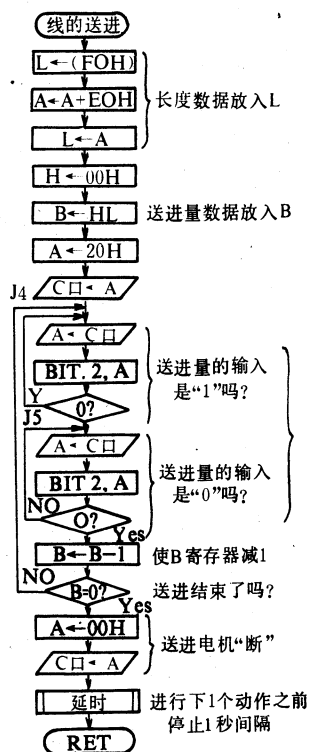 线的送进
L←(FOH)
A←A+EOH
L←A
长度数据放入L
H←00H
B←HL
送进量数据放入B
A←20H
J4
C口←A
A←C口
BIT. 2, A
送进量的输入
是“1”吗?
Y
0?
J5
A←C口
BIT 2, A
送进量的输入
是“0”吗?
NO
O?
Yes
B←B-1
使B寄存器减1
NO
B=0?
送进结束了吗?
Yes
A←00H
C口←A
送进电机“断”
延时
进行下1个动作之前
停止1秒间隔
RET